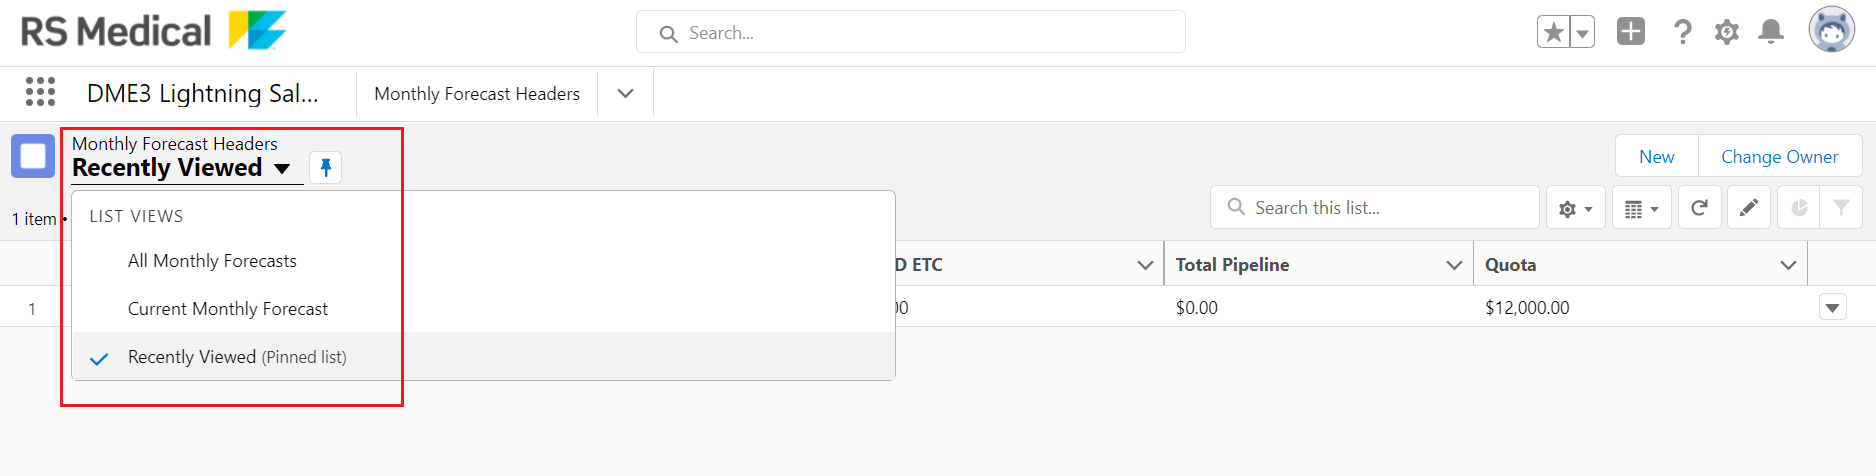 RS Medical
Search...
DME3 Lightning Sal...
Monthly Forecast Headers
Monthly Forecast Headers
Recently Viewed
New
Change Owner
1 item •
Search this list...
LIST VIEWS
All Monthly Forecasts
Current Monthly Forecast
Recently Viewed (Pinned list)
D ETC
Total Pipeline
Quota
1
00
$0.00
$12,000.00